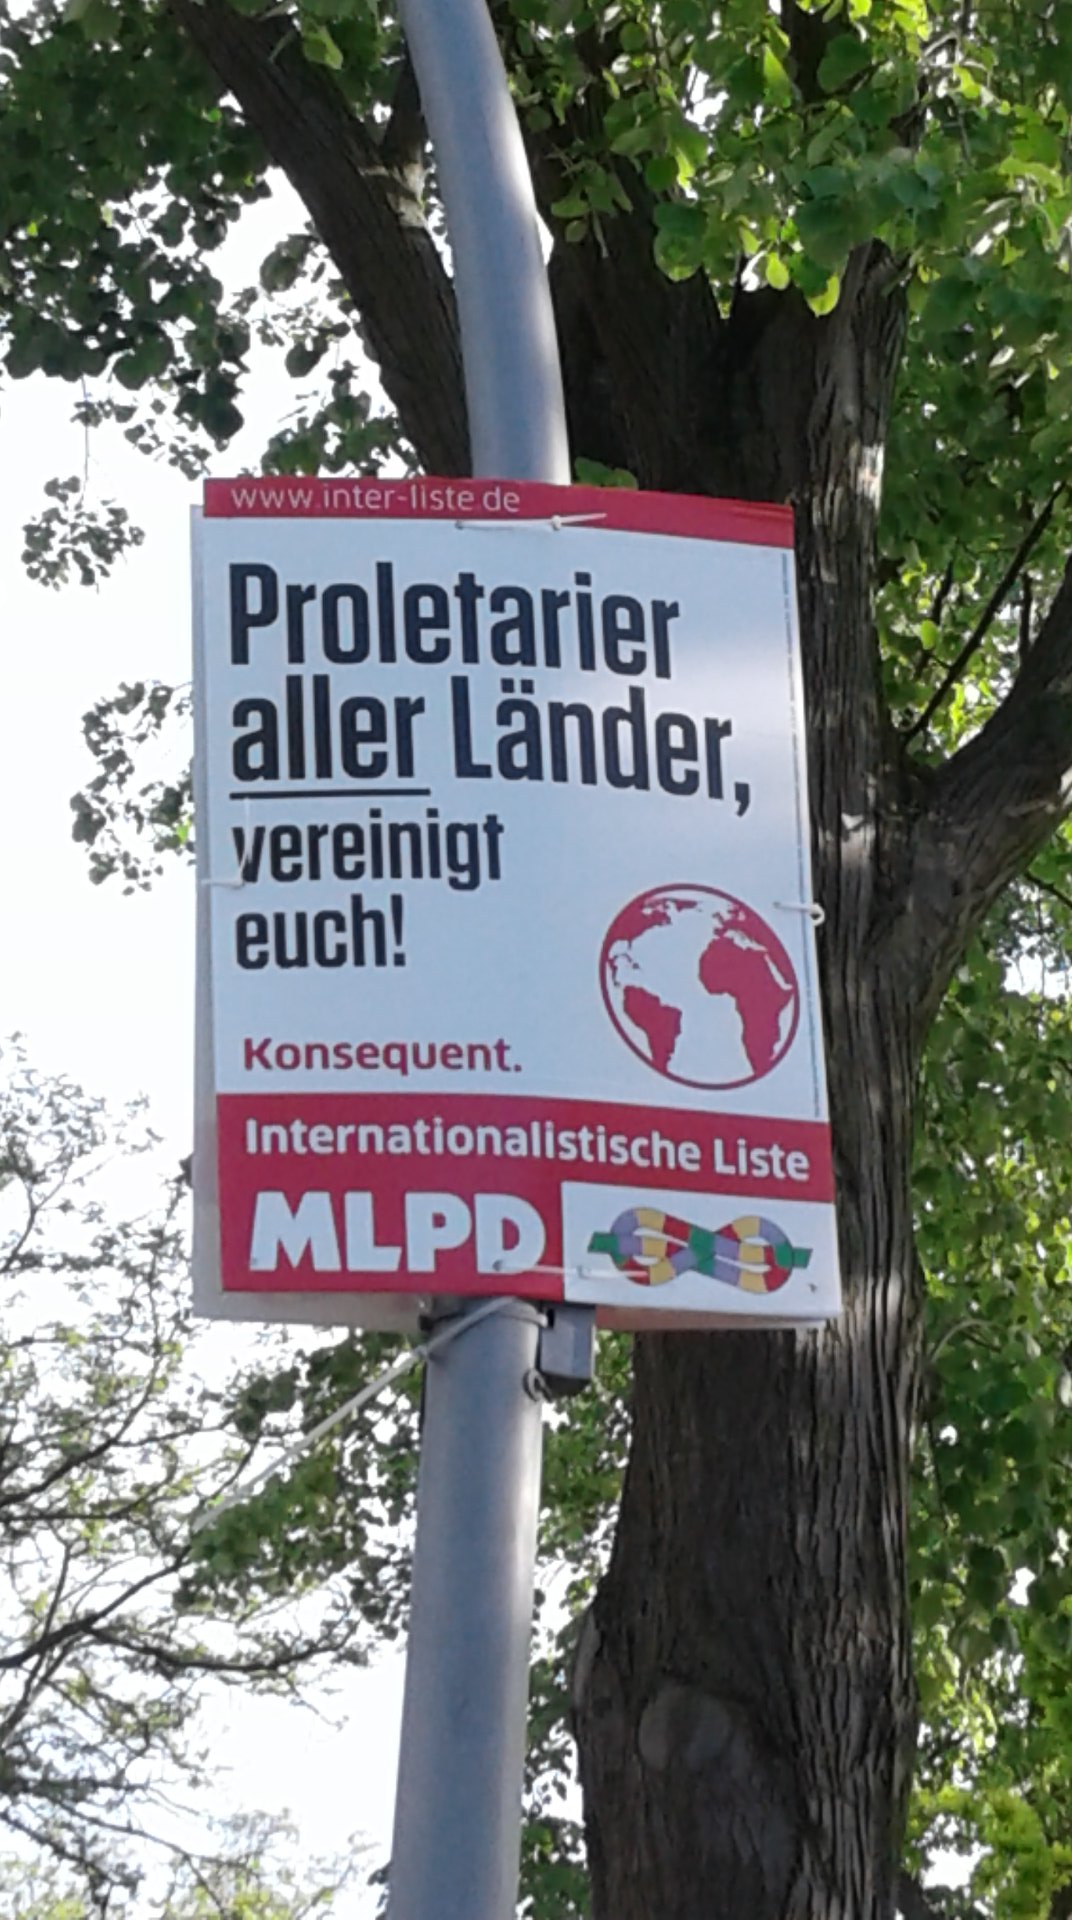 www.inter-liste.de
Proletarier
aller Länder,
vereinigt
euch!
Konsequent.
Internationalistische Liste
MLPD